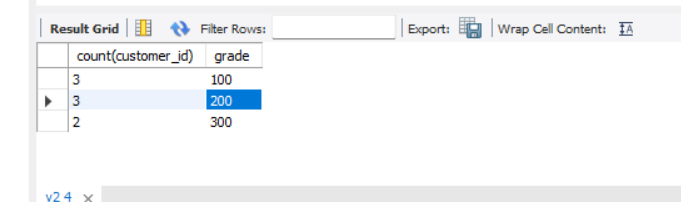 Result Grid Filter Rows: Export: Wrap Cell Content:
count(customer_id) grade
3 100
3 200
2 300
v2 4 ×